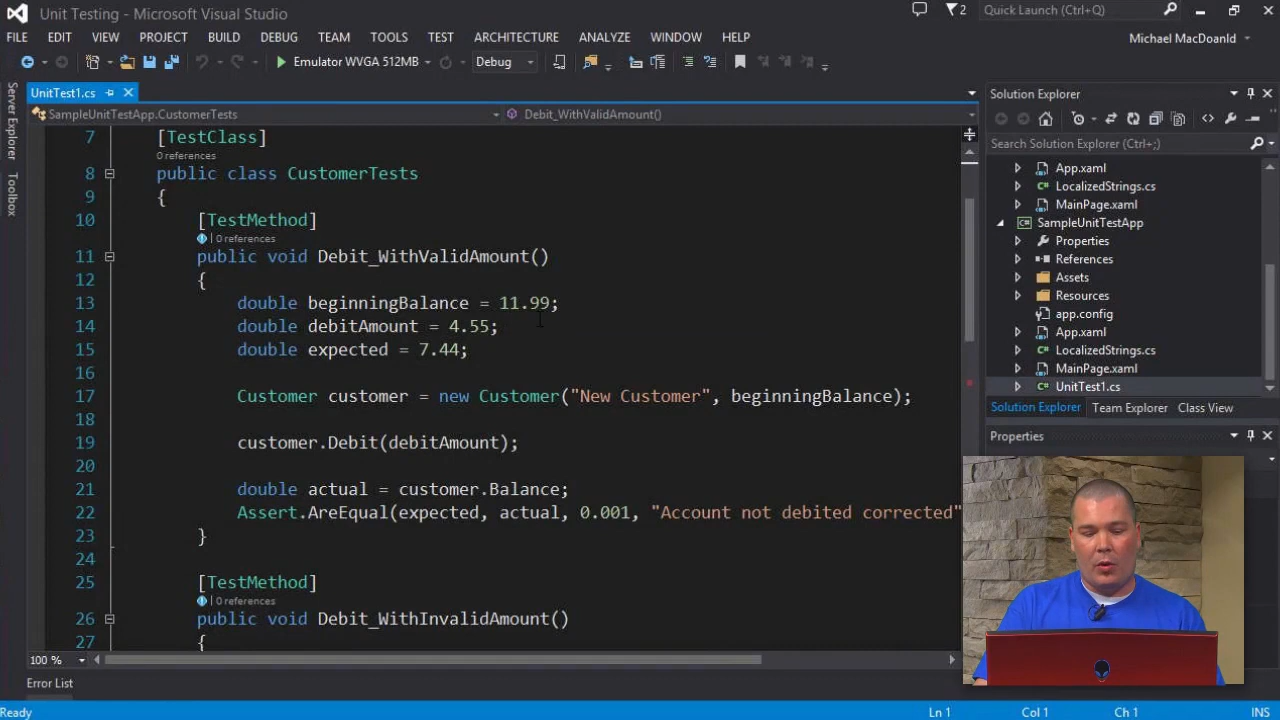 Unit Testing - Microsoft Visual Studio
2
Quick Launch (Ctrl+Q)
FILE EDIT VIEW PROJECT BUILD DEBUG TEAM TOOLS TEST ARCHITECTURE ANALYZE WINDOW HELP
Michael MacDoanld
Emulator WVGA 512MB
Debug
Server Explorer
Toolbox
UnitTest1.cs
SampleUnitTestApp.CustomerTests
Debit_WithValidAmount()
7 [TestClass]
0 references
8 public class CustomerTests
9 {
10 [TestMethod]
0 references
11 public void Debit_WithValidAmount()
12 {
13 double beginningBalance = 11.99;
14 double debitAmount = 4.55;
15 double expected = 7.44;
16
17 Customer customer = new Customer("New Customer", beginningBalance);
18
19 customer.Debit(debitAmount);
20
21 double actual = customer.Balance;
22 Assert.AreEqual(expected, actual, 0.001, "Account not debited corrected"
23 }
24
25 [TestMethod]
0 references
26 public void Debit_WithInvalidAmount()
27 {
100 %
Error List
Ready
Ln 1
Col 1
Ch 1
INS
Solution Explorer
Search Solution Explorer (Ctrl+;)
App.xaml
LocalizedStrings.cs
MainPage.xaml
SampleUnitTestApp
Properties
References
Assets
Resources
app.config
App.xaml
LocalizedStrings.cs
MainPage.xaml
UnitTest1.cs
Solution Explorer Team Explorer Class View
Properties